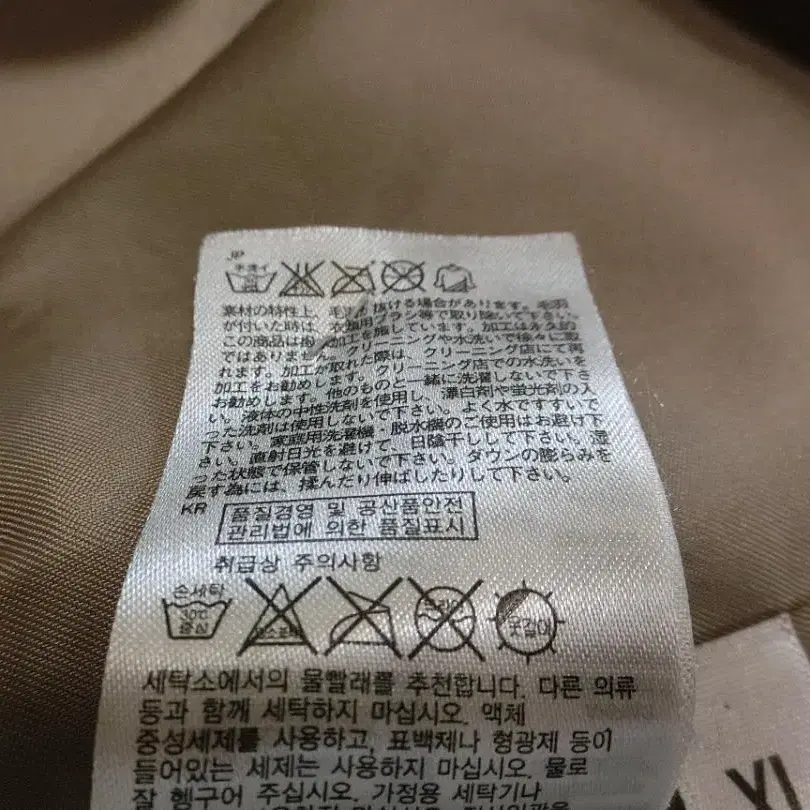 JP
手洗イ
素材の特性上、毛羽が抜ける場合があります。毛羽
が付いた時は、衣類用ブラシ等で取り除いて下さい。
この商品は撥水加工を施しています。加工は永久的
ではありません。クリーニングや水洗いで徐々に取
れます。加工が取れた際は、クリーニング店にて再
加工をお勧めします。クリーニング店での水洗いを
お勧めします。他のものと一緒に洗濯しないで下さ
い。液体の中性洗剤を使用し、漂白剤や蛍光剤の入
った洗剤は使用しないで下さい。よく水ですすいで
下さい。家庭用洗濯機・脱水機のご使用はお避け下
さい。直射日光を避けて、日陰干しして下さい。湿
った状態で保管しないで下さい。ダウンの膨らみを
戻す為には、揉んだり伸ばしたりして下さい。
KR
품질경영 및 공산품안전
관리법에 의한 품질표시
취급상 주의사항
손세탁
30℃
중성
염소표백
드라이
옷걸이
세탁소에서의 물빨래를 추천합니다. 다른 의류
등과 함께 세탁하지 마십시오. 액체
중성세제를 사용하고, 표백제나 형광제 등이
들어있는 세제는 사용하지 마십시오. 물로
잘 헹구어 주십시오. 가정용 세탁기나